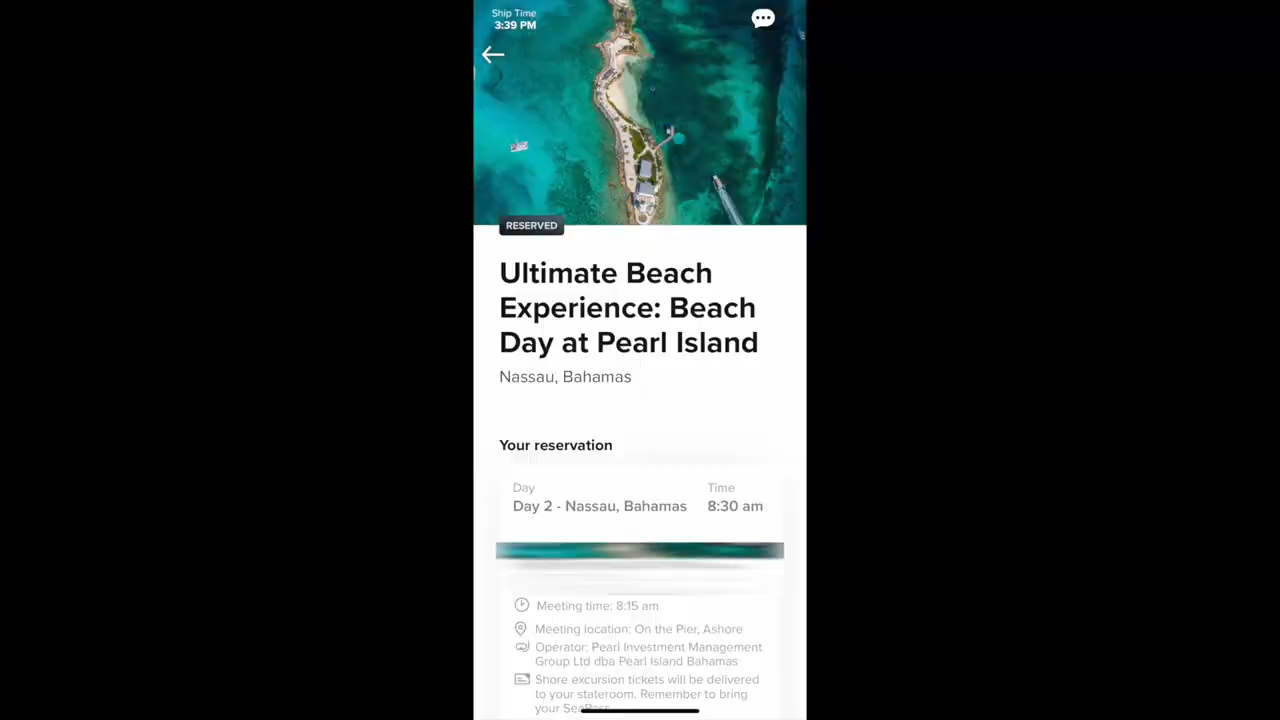 Ship Time
3:39 PM
RESERVED
Ultimate Beach
Experience: Beach
Day at Pearl Island
Nassau, Bahamas
Your reservation
Day Time
Day 2 - Nassau, Bahamas 8:30 am
Meeting time: 8:15 am
Meeting location: On the Pier, Ashore
Operator: Pearl Investment Management
Group Ltd dba Pearl Island Bahamas
Shore excursion tickets will be delivered
to your stateroom. Remember to bring
your SeaPass